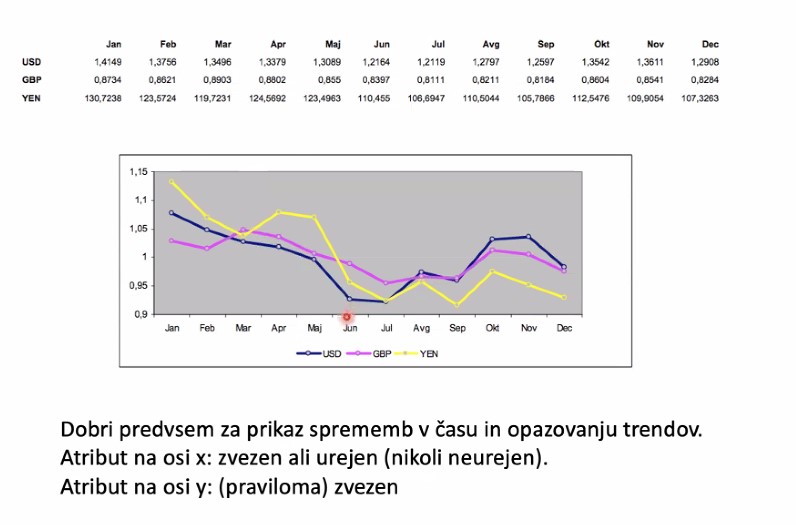 Jan Feb Mar Apr Maj Jun Jul Avg Sep Okt Nov Dec
USD 1,4149 1,3756 1,3496 1,3379 1,3089 1,2164 1,2119 1,2797 1,2597 1,3542 1,3611 1,2908
GBP 0,8734 0,8621 0,8903 0,8802 0,855 0,8397 0,8111 0,8211 0,8184 0,8604 0,8541 0,8284
YEN 130,7238 123,5724 119,7231 124,5692 123,4963 110,455 106,6947 110,5044 105,7866 112,5476 109,9054 107,3263
1,15
1,1
1,05
1
0,95
0,9
Jan Feb Mar Apr Maj Jun Jul Avg Sep Okt Nov Dec
USD GBP YEN
Dobri predvsem za prikaz sprememb v času in opazovanju trendov.
Atribut na osi x: zvezen ali urejen (nikoli neurejen).
Atribut na osi y: (praviloma) zvezen